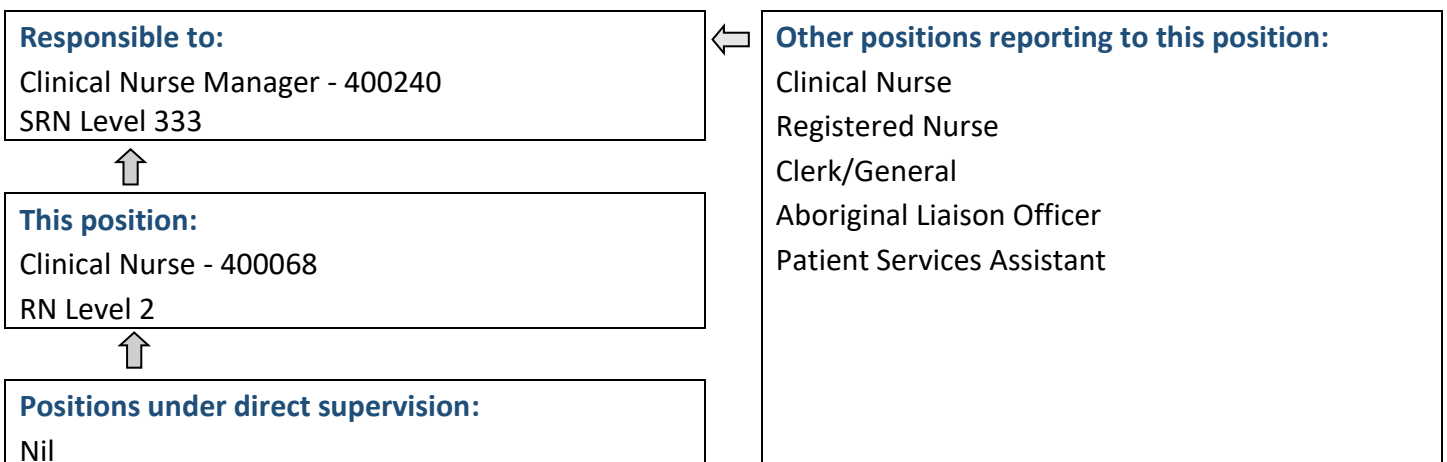 Responsible to:
Clinical Nurse Manager - 400240
SRN Level 333
This position:
Clinical Nurse - 400068
RN Level 2
Positions under direct supervision:
Nil
Other positions reporting to this position:
Clinical Nurse
Registered Nurse
Clerk/General
Aboriginal Liaison Officer
Patient Services Assistant